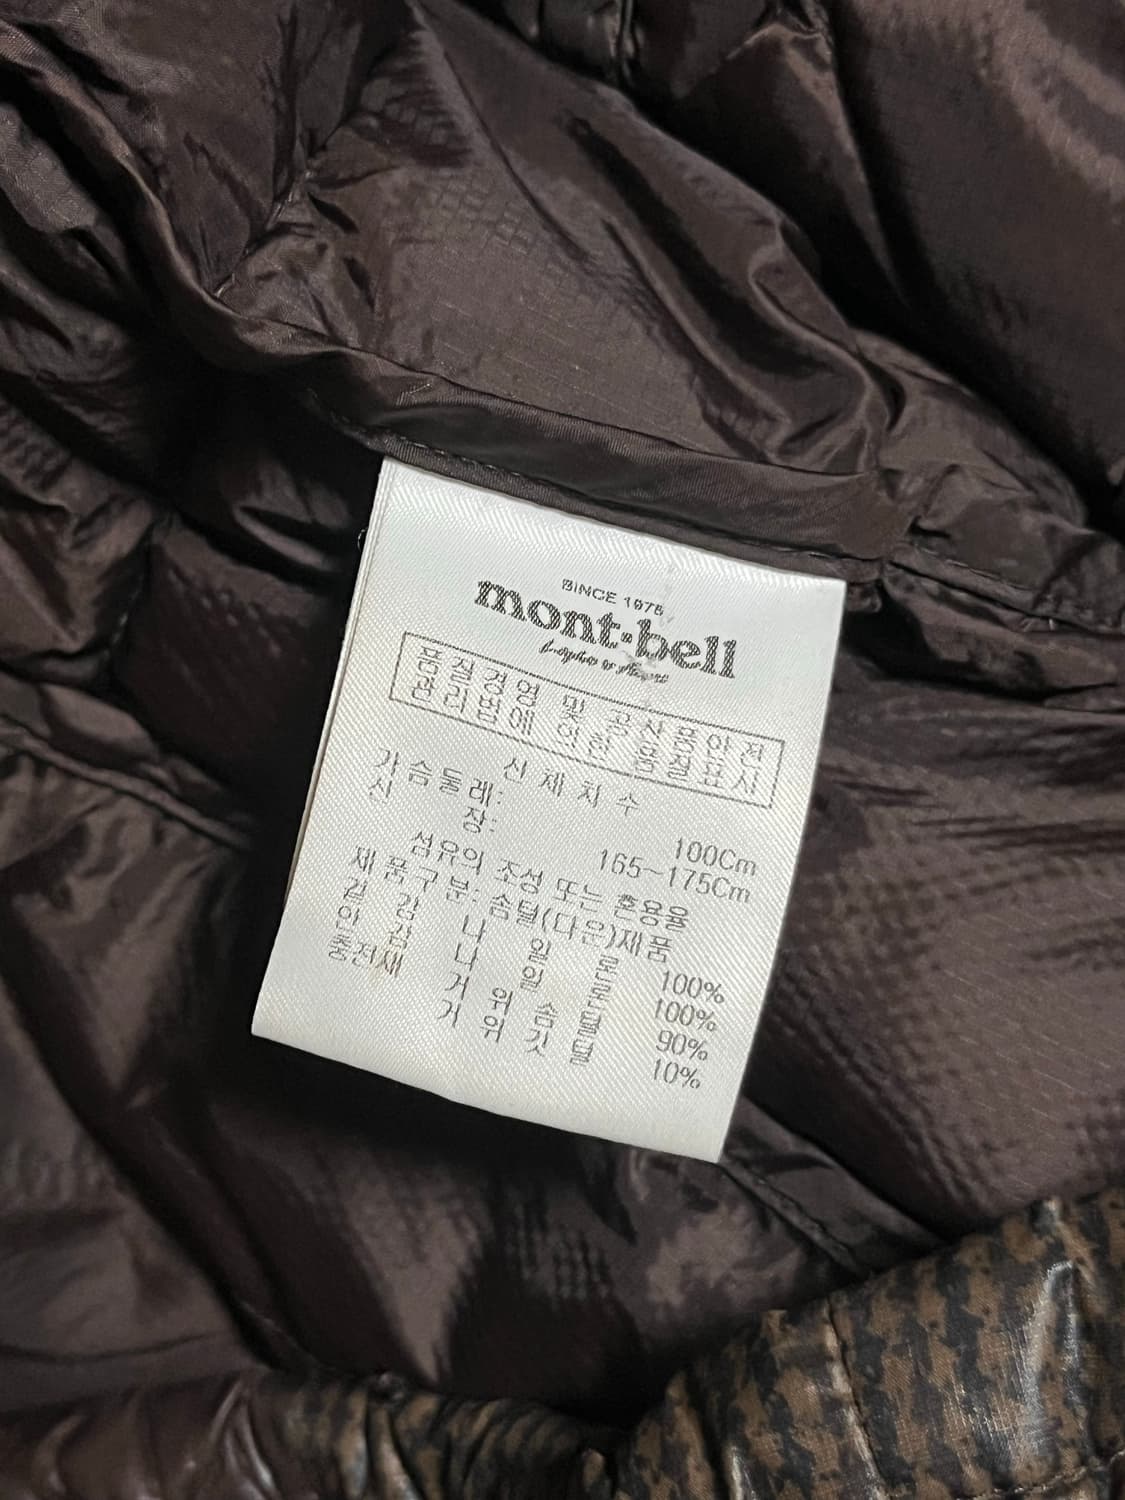 SINCE 1975
mont·bell
품질경영 및 공산품안전
관리법에 의한 품질표시
신체치수
가슴둘레: 100Cm
신장: 165~175Cm
섬유의 조성 또는 혼용율
제품구분: 솜털(다운)제품
겉감 나일론 100%
안감 나일론 100%
충전재 거위솜털 90%
거위깃털 10%